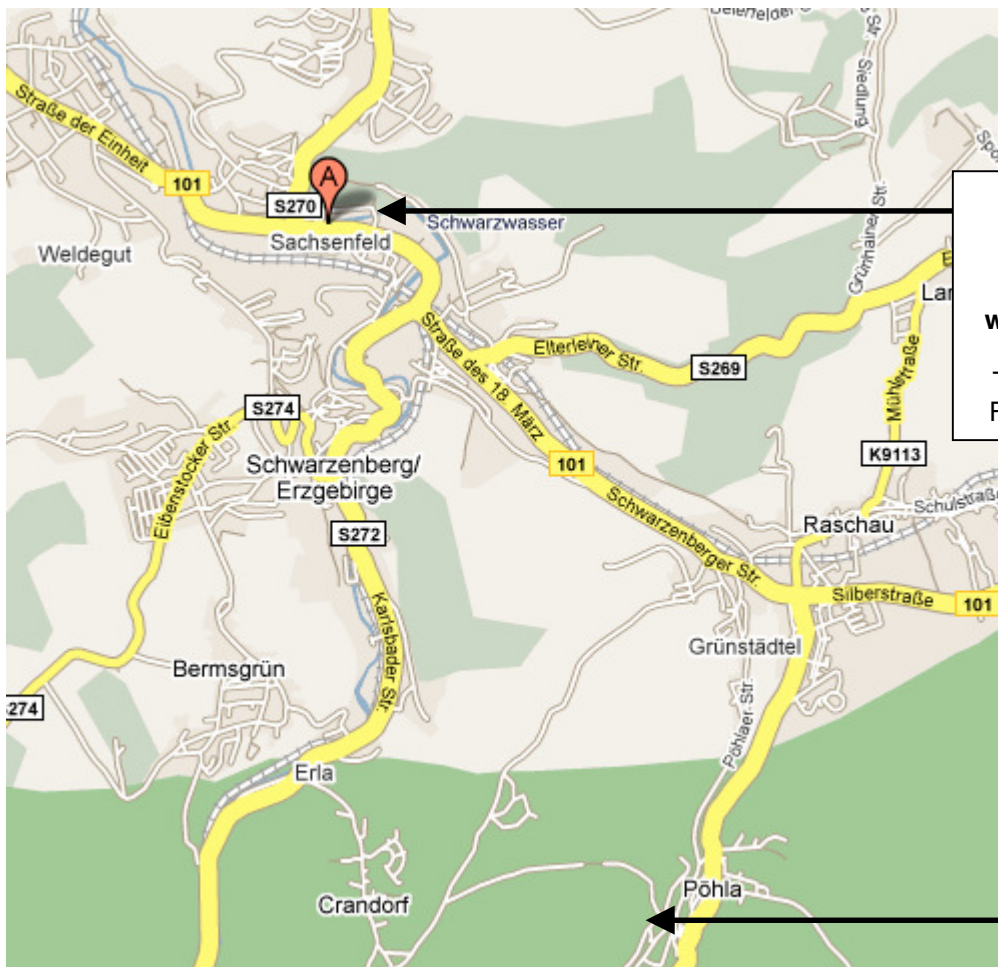 Straße der Einheit
101
S270
A
Sachsenfeld
Schwarzwasser
Weldegut
Siedlung
Grünhainer Str.
Straße des 18. März
Elterleiner Str.
S269
Mühlstraße
K9113
S274
Eibenstocker Str.
Schwarzenberg/
Erzgebirge
S272
101
Schwarzenberger Str.
Raschau
Schulstraße
Silberstraße
101
Karlsbader Str.
Grünstädtel
Bermsgrün
Pöhlaer Str.
Erla
Pöhla
Crandorf